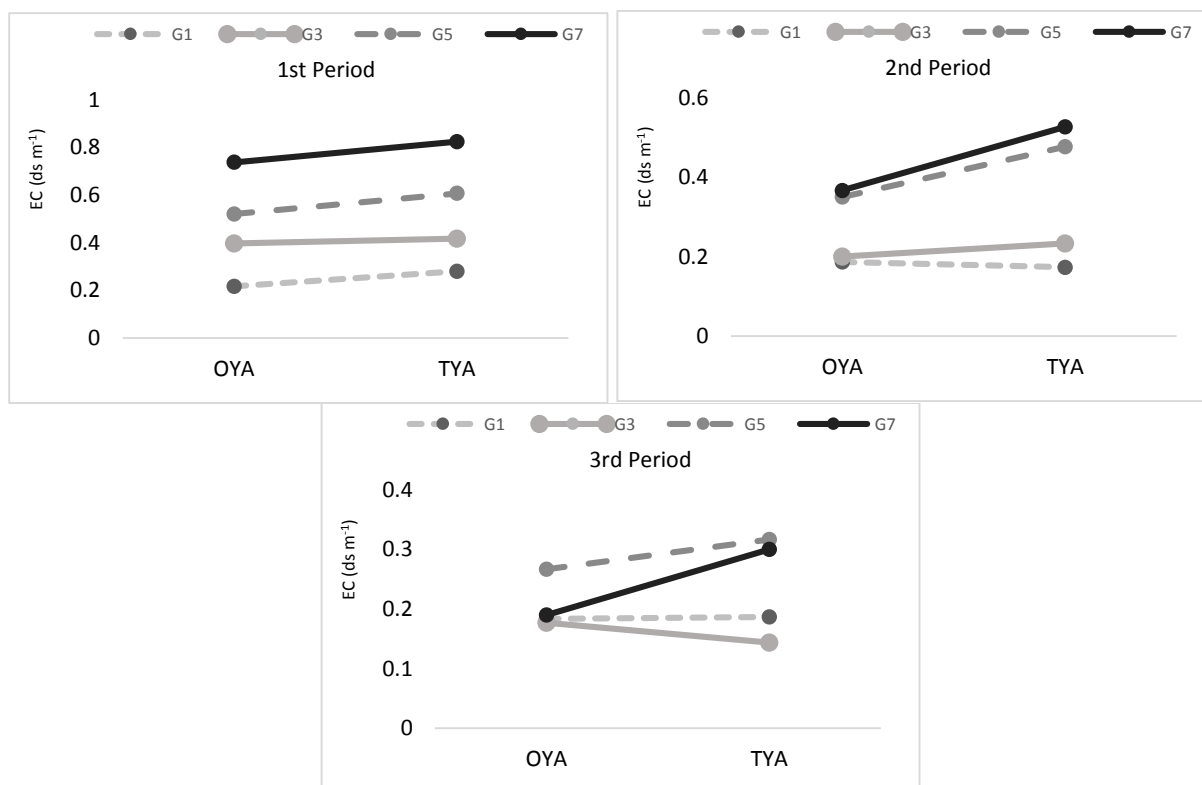 G1 G3 G5 G7
1st Period
EC (ds m-1)
1
0.8
0.6
0.4
0.2
0
OYA TYA
G1 G3 G5 G7
2nd Period
EC (ds m-1)
0.6
0.4
0.2
0
OYA TYA
G1 G3 G5 G7
3rd Period
EC (ds m-1)
0.4
0.3
0.2
0.1
0
OYA TYA